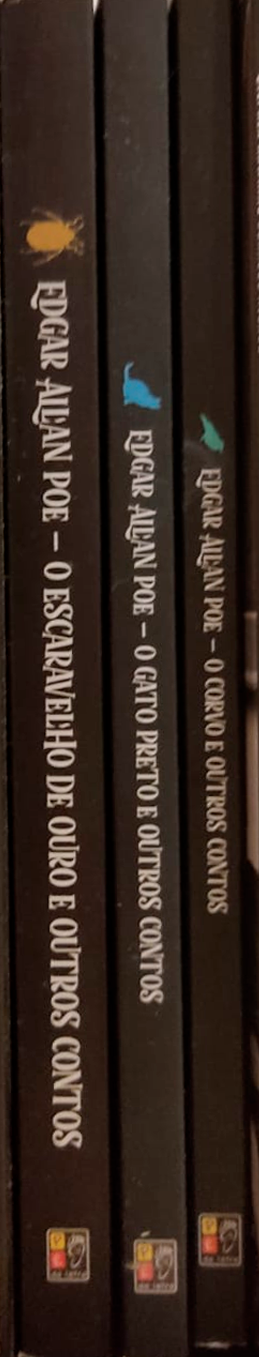 EDGAR ALLAN POE – O ESCARAVELHO DE OURO E OUTROS CONTOS
EDGAR ALLAN POE – O GATO PRETO E OUTROS CONTOS
EDGAR ALLAN POE – O CORVO E OUTROS CONTOS